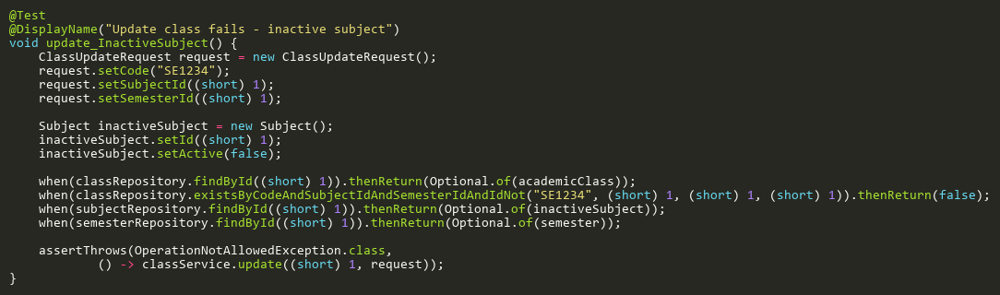 @Test
@DisplayName("Update class fails - inactive subject")
void update_InactiveSubject() {
    ClassUpdateRequest request = new ClassUpdateRequest();
    request.setCode("SE1234");
    request.setSubjectId((short) 1);
    request.setSemesterId((short) 1);

    Subject inactiveSubject = new Subject();
    inactiveSubject.setId((short) 1);
    inactiveSubject.setActive(false);

    when(classRepository.findById((short) 1)).thenReturn(Optional.of(academicClass));
    when(classRepository.existsByCodeAndSubjectIdAndSemesterIdAndIdNot("SE1234", (short) 1, (short) 1, (short) 1)).thenReturn(false);
    when(subjectRepository.findById((short) 1)).thenReturn(Optional.of(inactiveSubject));
    when(semesterRepository.findById((short) 1)).thenReturn(Optional.of(semester));

    assertThrows(OperationNotAllowedException.class,
            () -> classService.update((short) 1, request));
}